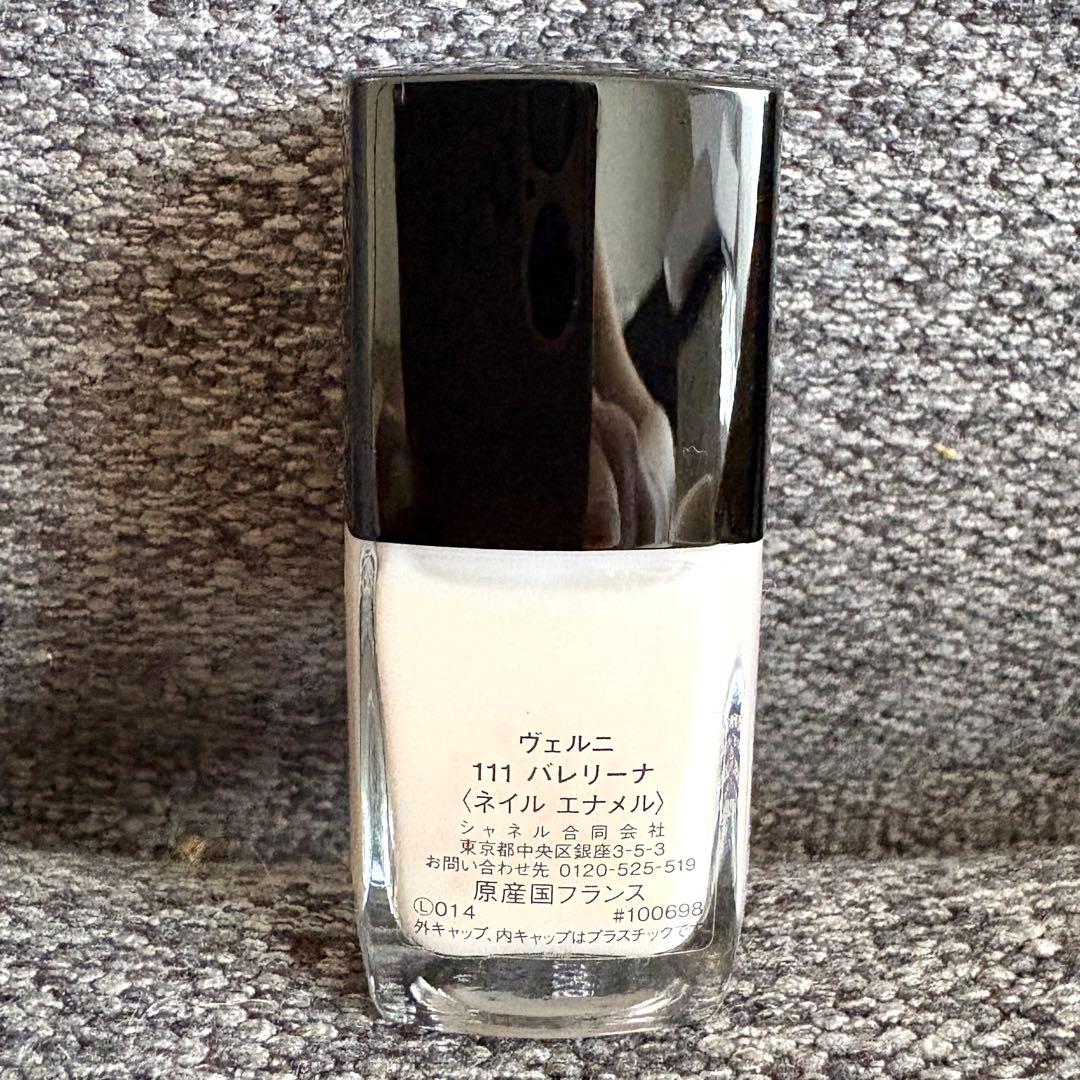 ヴェルニ
111 バレリーナ
〈ネイル エナメル〉
シャネル合同会社
東京都中央区銀座3-5-3
お問い合わせ先 0120-525-519
原産国フランス
Ⓛ014 #100698
外キャップ、内キャップはプラスチックで